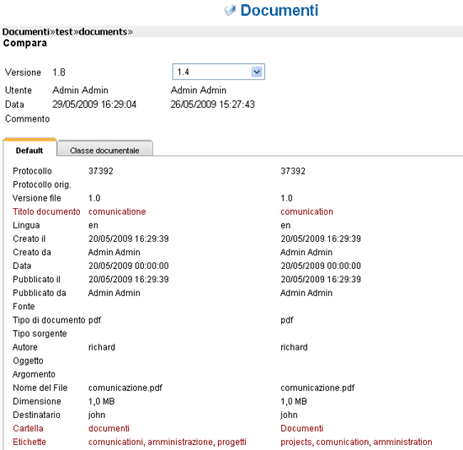 Documenti
Documenti»test»documents»
Compara
Versione 1.8 1.4
Utente Admin Admin Admin Admin
Data 29/05/2009 16:29:04 26/05/2009 15:27:43
Commento
Default Classe documentale
Protocollo 37392 37392
Protocollo orig.
Versione file 1.0 1.0
Titolo documento comunicatione comunication
Lingua en en
Creato il 20/05/2009 16:29:39 20/05/2009 16:29:39
Creato da Admin Admin Admin Admin
Data 20/05/2009 00:00:00 20/05/2009 00:00:00
Pubblicato il 20/05/2009 16:29:39 20/05/2009 16:29:39
Pubblicato da Admin Admin Admin Admin
Fonte
Tipo di documento pdf pdf
Tipo sorgente
Autore richard richard
Oggetto
Argomento
Nome del File comunicazione.pdf comunicazione.pdf
Dimensione 1,0 MB 1,0 MB
Destinatario john john
Cartella documenti Documenti
Etichette comunicationi, amministrazione, progetti projects, comunication, administration